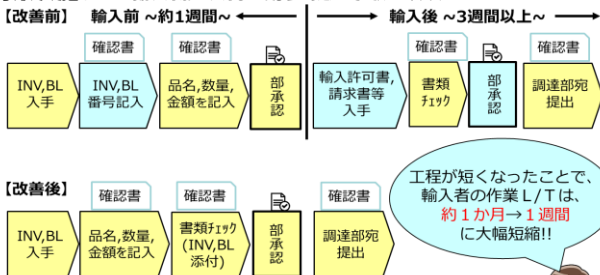 【改善前】 輸入前 ~約1週間~
輸入後 ~3週間以上~
確認書
確認書
確認書
確認書
INV,BL
入手
INV,BL
番号記入
品名,数量,
金額を記入
部承認
輸入許可書,
請求書等
入手
書類
ﾁｪｯｸ
部承認
調達部宛
提出
【改善後】
確認書
確認書
確認書
確認書
INV,BL
入手
品名,数量,
金額を記入
書類ﾁｪｯｸ
(INV,BL
添付)
部承認
調達部宛
提出
工程が短くなったことで、
輸入者の作業L/Tは、
約1か月→1週間
に大幅短縮!!